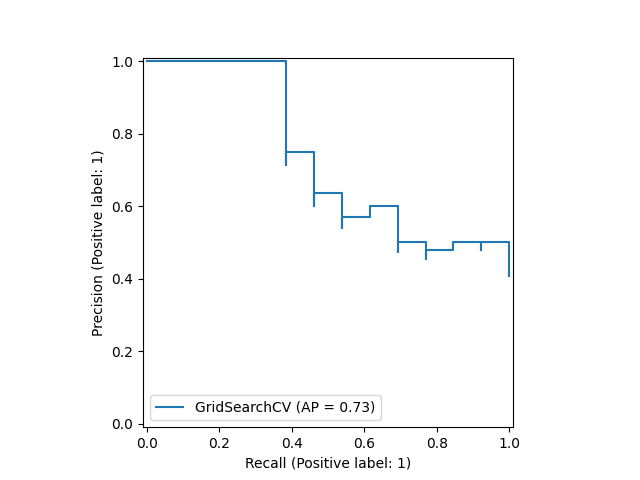 1.0
0.8
0.6
0.4
0.2
0.0
Precision (Positive label: 1)
GridSearchCV (AP = 0.73)
0.0 0.2 0.4 0.6 0.8 1.0
Recall (Positive label: 1)